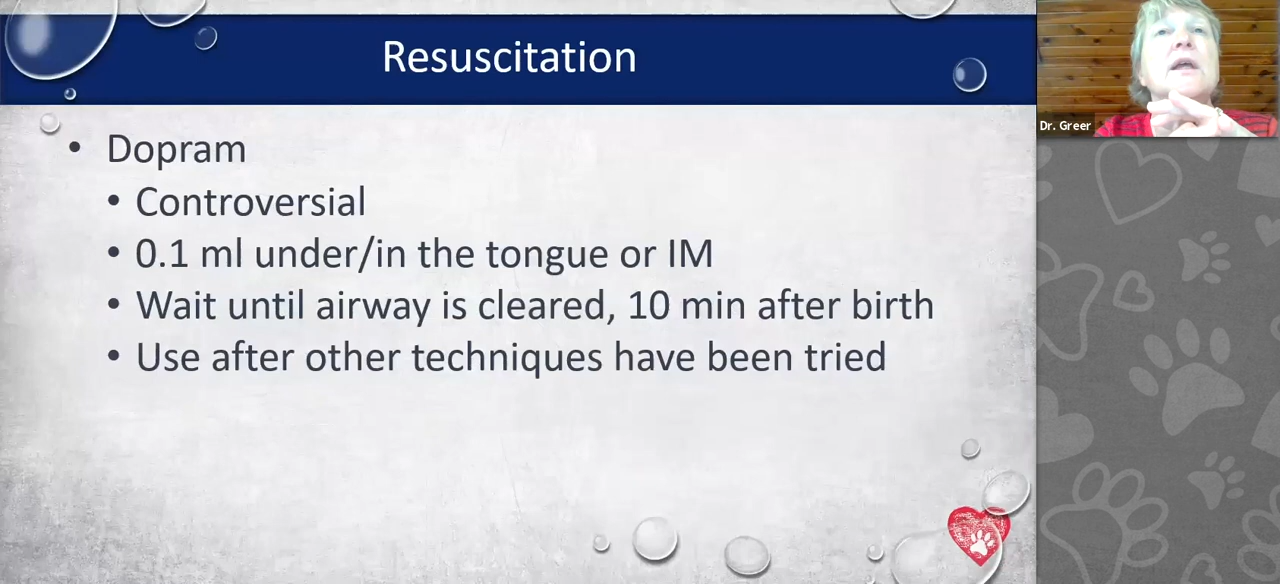 Resuscitation
• Dopram
• Controversial
• 0.1 ml under/in the tongue or IM
• Wait until airway is cleared, 10 min after birth
• Use after other techniques have been tried
Dr. Greer